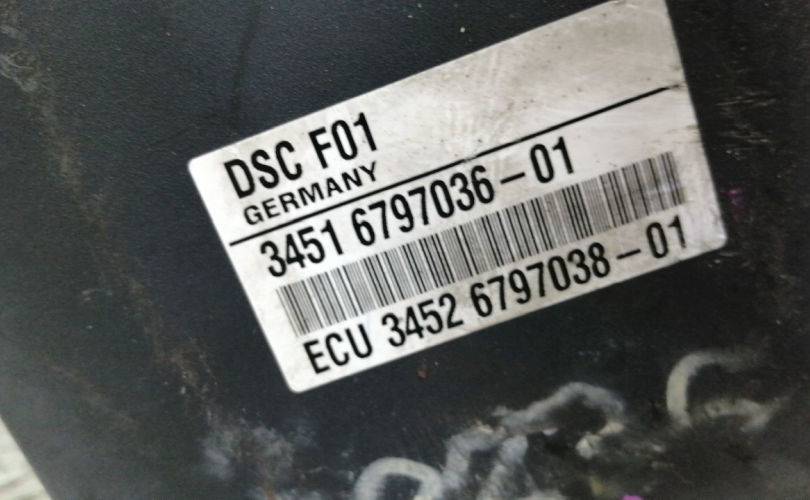 DSC F01
GERMANY
3451 6797036-01
ECU 3452 6797038-01